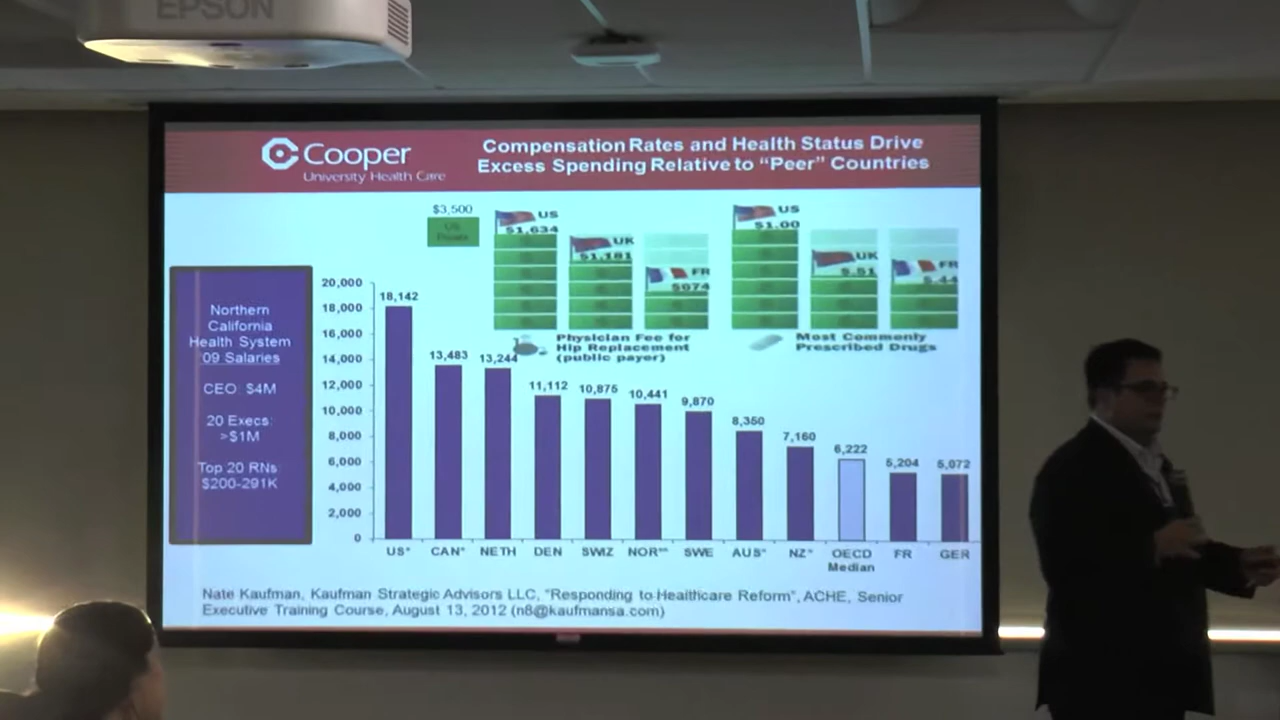 EPSON
Cooper
University Health Care
Compensation Rates and Health Status Drive
Excess Spending Relative to “Peer” Countries
$3,500
US
Private
US
$1,634
UK
$1,181
FR
$674
US
$1.00
UK
$.51
FR
$.44
Physician Fee for
Hip Replacement
(public payer)
Most Commonly
Prescribed Drugs
Northern
California
Health System
'09 Salaries
CEO: $4M
20 Execs:
>$1M
Top 20 RNs
$200-291K
20,000
18,000
16,000
14,000
12,000
10,000
8,000
6,000
4,000
2,000
0
18,142
13,483
13,244
11,112
10,875
10,441
9,870
8,350
7,160
6,222
5,204
5,072
US*
CAN*
NETH
DEN
SWIZ
NOR**
SWE
AUS*
NZ*
OECD
Median
FR
GER
Nate Kaufman, Kaufman Strategic Advisors LLC, "Responding to Healthcare Reform", ACHE, Senior
Executive Training Course, August 13, 2012 (n8@kaufmansa.com)